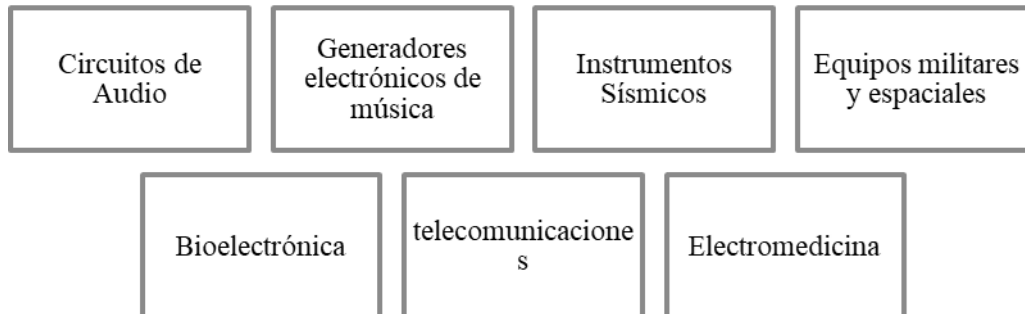 Circuitos de
Audio
Generadores
electrónicos de
música
Instrumentos
Sísmicos
Equipos militares
y espaciales
Bioelectrónica
telecomunicacione
s
Electromedicina